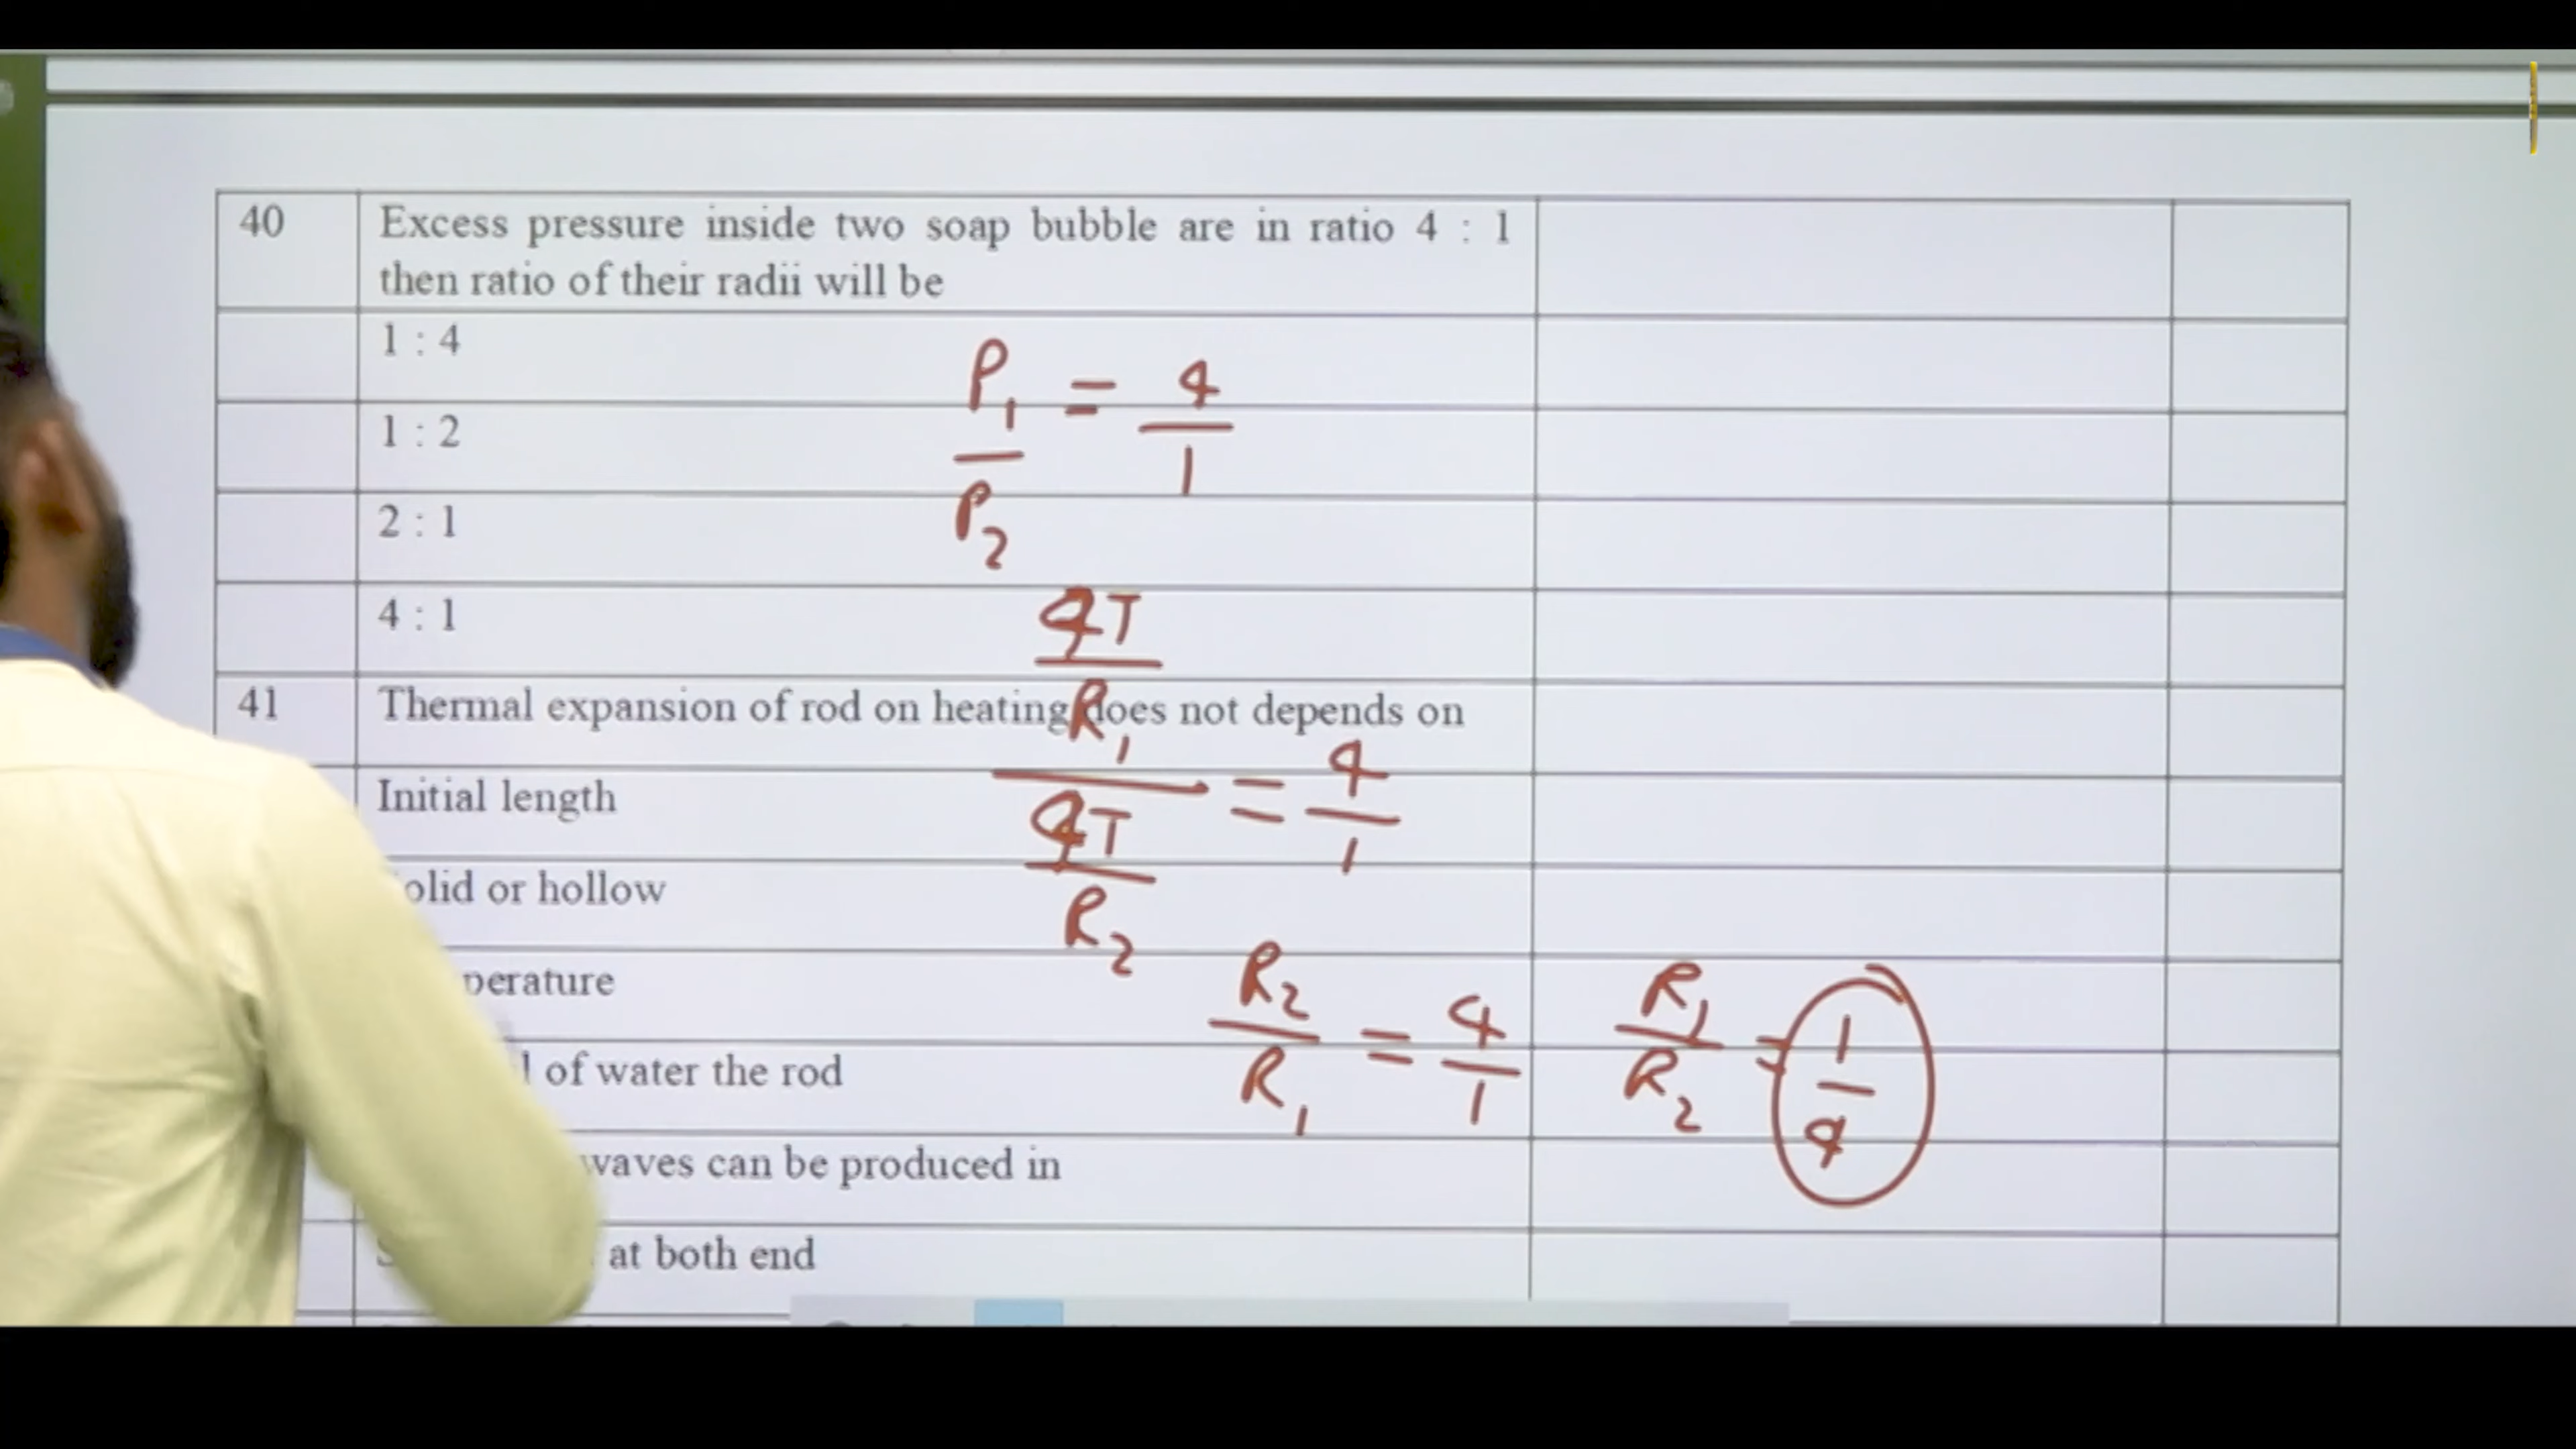 40 Excess pressure inside two soap bubble are in ratio 4 : 1
then ratio of their radii will be
1 : 4
1 : 2
2 : 1
4 : 1
P1/P2 = 4/1
41 Thermal expansion of rod on heating does not depends on
Initial length
olid or hollow
perature
l of water the rod
waves can be produced in
at both end
4T/R1 / 4T/R2 = 4/1
R2/R1 = 4/1
R1/R2 = 1/4